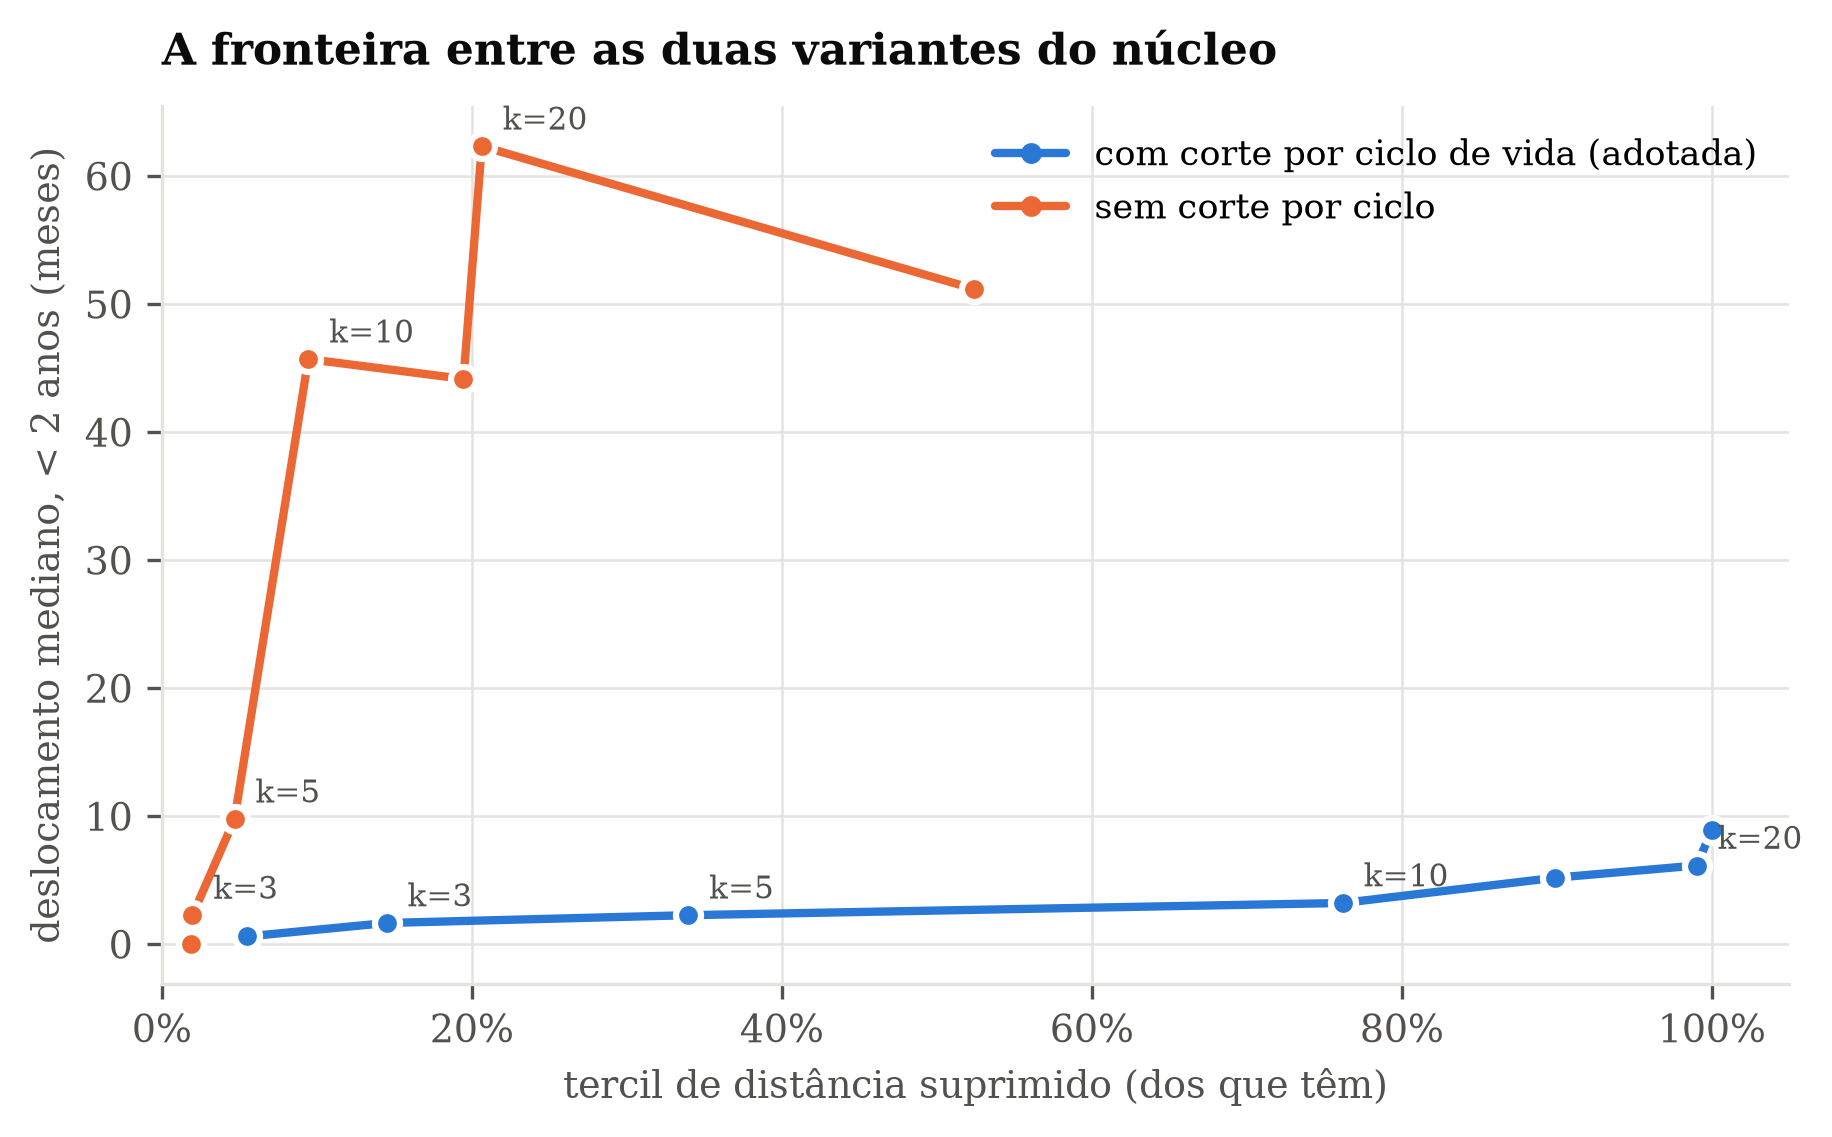 A fronteira entre as duas variantes do núcleo
k=20
com corte por ciclo de vida (adotada)
sem corte por ciclo
60
50
k=10
40
30
20
k=5
10
k=3
k=3
k=5
k=10
k=20
0
deslocamento mediano, < 2 anos (meses)
0%
20%
40%
60%
80%
100%
tercil de distância suprimido (dos que têm)